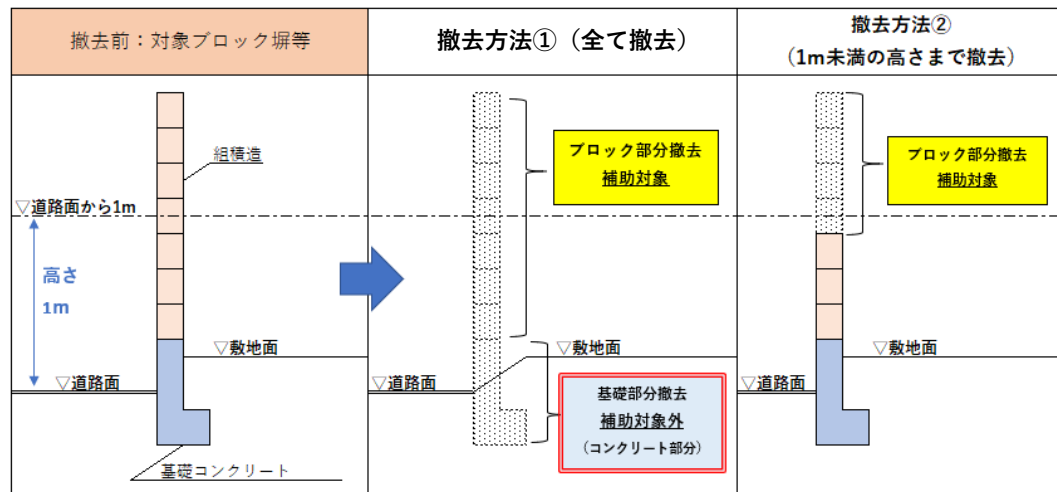 撤去前：対象ブロック塀等
組積造
▽道路面から1m
高さ
1m
▽敷地面
▽道路面
基礎コンクリート
撤去方法①（全て撤去）
ブロック部分撤去
補助対象
▽敷地面
▽道路面
基礎部分撤去
補助対象外
（コンクリート部分）
撤去方法②
（1m未満の高さまで撤去）
ブロック部分撤去
補助対象
▽敷地面
▽道路面